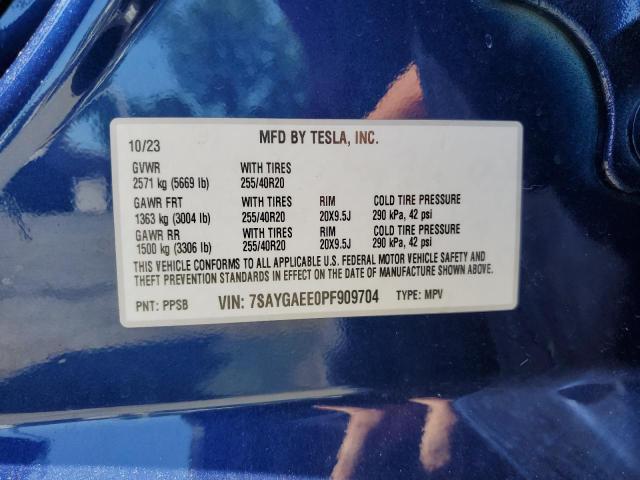 10/23 MFD BY TESLA, INC.
GVWR WITH TIRES
2571 kg (5669 lb) 255/40R20
GAWR FRT WITH TIRES RIM COLD TIRE PRESSURE
1363 kg (3004 lb) 255/40R20 20X9.5J 290 kPa, 42 psi
GAWR RR WITH TIRES RIM COLD TIRE PRESSURE
1500 kg (3306 lb) 255/40R20 20X9.5J 290 kPa, 42 psi
THIS VEHICLE CONFORMS TO ALL APPLICABLE U.S. FEDERAL MOTOR VEHICLE SAFETY AND
THEFT PREVENTION STANDARDS IN EFFECT ON THE DATE OF MANUFACTURE SHOWN ABOVE.
PNT: PPSB VIN: 7SAYGAEE0PF909704 TYPE: MPV